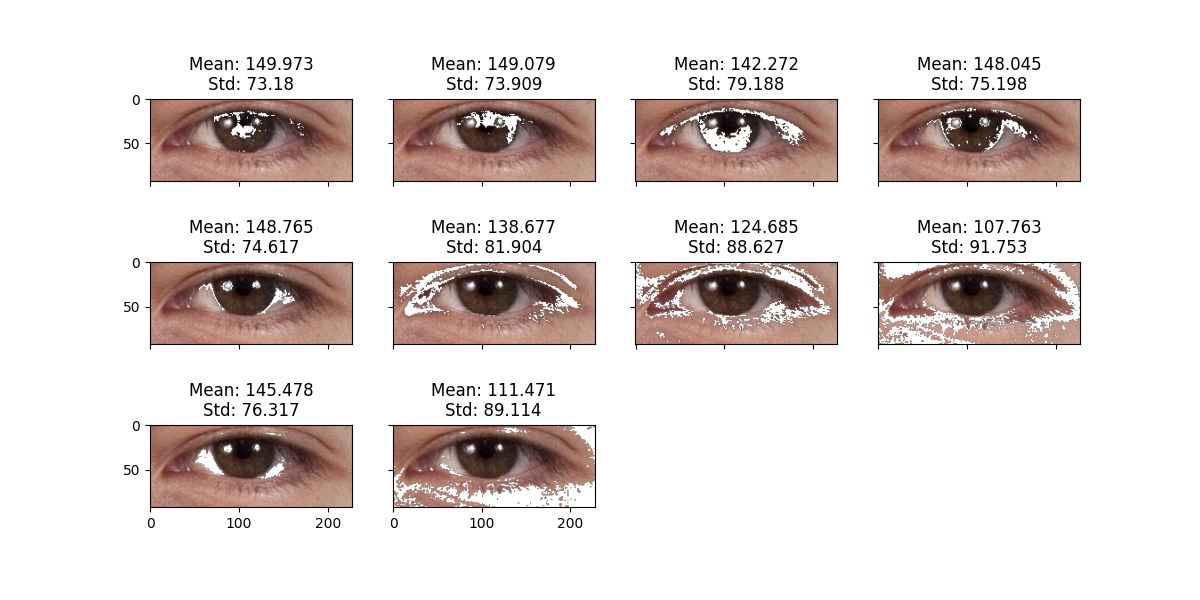 Mean: 149.973
Std: 73.18
Mean: 149.079
Std: 73.909
Mean: 142.272
Std: 79.188
Mean: 148.045
Std: 75.198
0
50
Mean: 148.765
Std: 74.617
Mean: 138.677
Std: 81.904
Mean: 124.685
Std: 88.627
Mean: 107.763
Std: 91.753
0
50
Mean: 145.478
Std: 76.317
Mean: 111.471
Std: 89.114
0
50
0 100 200
0 100 200